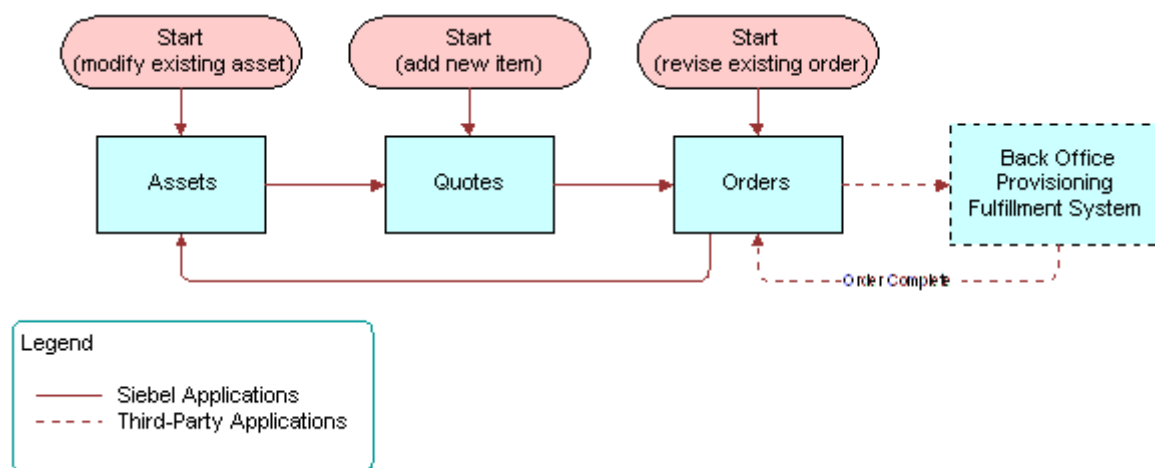 Start
(modify existing asset)
Start
(add new item)
Start
(revise existing order)
Assets
Quotes
Orders
Back Office
Provisioning
Fulfillment System
Order Complete
Legend
Siebel Applications
Third-Party Applications